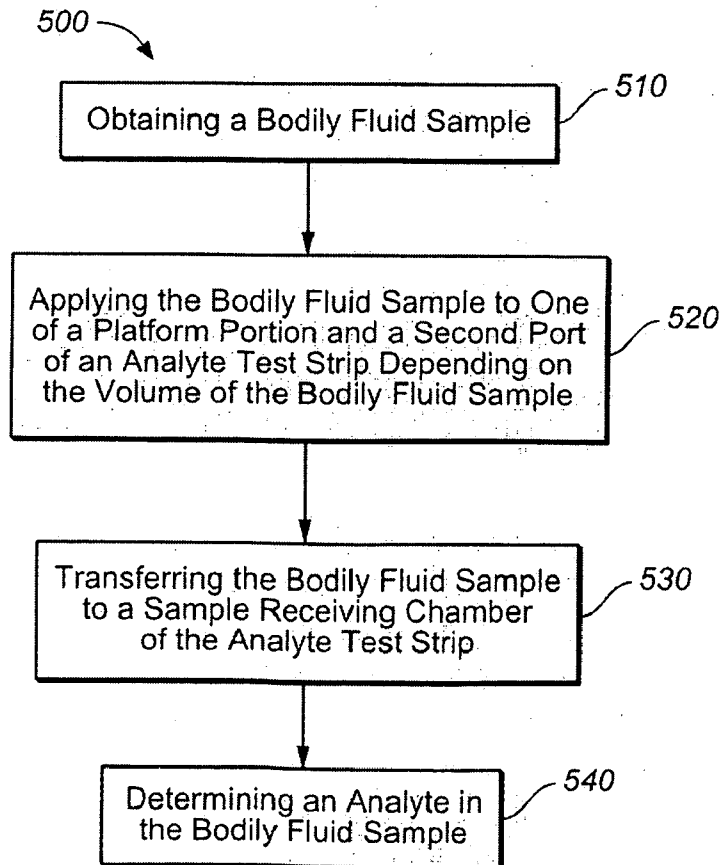 500
510
Obtaining a Bodily Fluid Sample
Applying the Bodily Fluid Sample to One
of a Platform Portion and a Second Port
of an Analyte Test Strip Depending on
the Volume of the Bodily Fluid Sample
520
Transferring the Bodily Fluid Sample
to a Sample Receiving Chamber
of the Analyte Test Strip
530
Determining an Analyte in
the Bodily Fluid Sample
540